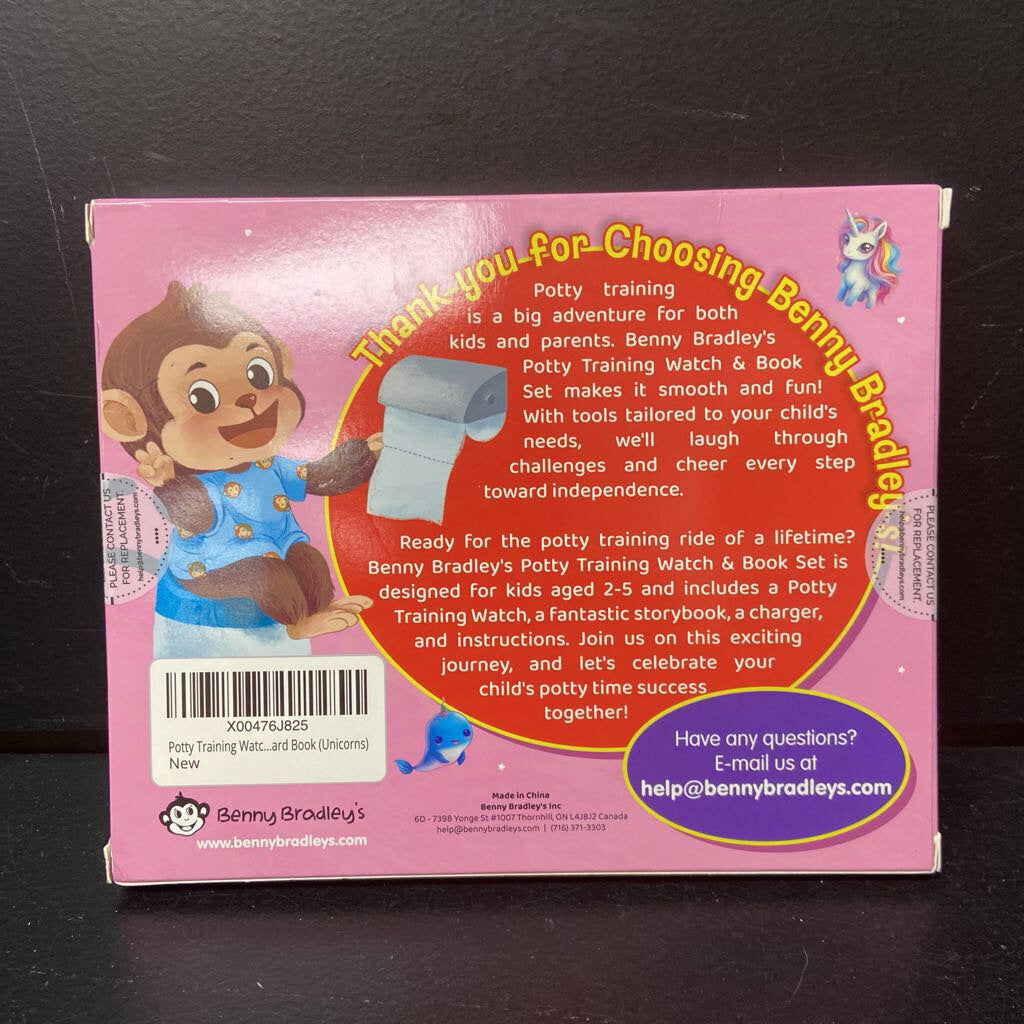 Thank you for Choosing Benny Bradley's!
Potty training
is a big adventure for both
kids and parents. Benny Bradley's
Potty Training Watch & Book
Set makes it smooth and fun!
With tools tailored to your child's
needs, we'll laugh through
challenges and cheer every step
toward independence.
Ready for the potty training ride of a lifetime?
Benny Bradley's Potty Training Watch & Book Set is
designed for kids aged 2-5 and includes a Potty
Training Watch, a fantastic storybook, a charger,
and instructions. Join us on this exciting
journey, and let's celebrate your
child's potty time success
together!
PLEASE CONTACT US
FOR REPLACEMENT.
help@bennybradleys.com
PLEASE CONTACT US
FOR REPLACEMENT.
help@bennybradleys.com
X00476J825
Potty Training Watc...ard Book (Unicorns)
New
Have any questions?
E-mail us at
help@bennybradleys.com
Benny Bradley's
www.bennybradleys.com
Made in China
Benny Bradley's Inc
6D - 7398 Yonge St #1007 Thornhill, ON L4J8J2 Canada
help@bennybradleys.com | (716) 371-3303